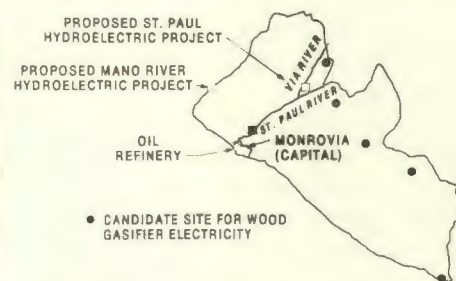 PROPOSED ST. PAUL
HYDROELECTRIC PROJECT
PROPOSED MANO RIVER
HYDROELECTRIC PROJECT
VIA RIVER
ST. PAUL RIVER
OIL
REFINERY
MONROVIA
(CAPITAL)
• CANDIDATE SITE FOR WOOD
GASIFIER ELECTRICITY